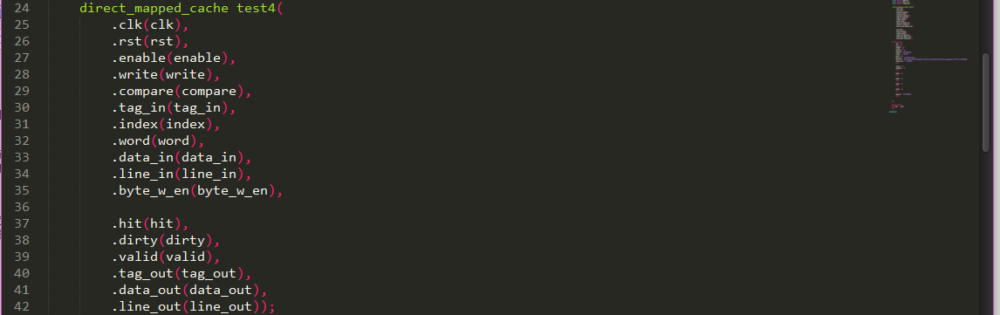 24 direct_mapped_cache test4(
25 .clk(clk),
26 .rst(rst),
27 .enable(enable),
28 .write(write),
29 .compare(compare),
30 .tag_in(tag_in),
31 .index(index),
32 .word(word),
33 .data_in(data_in),
34 .line_in(line_in),
35 .byte_w_en(byte_w_en),
36
37 .hit(hit),
38 .dirty(dirty),
39 .valid(valid),
40 .tag_out(tag_out),
41 .data_out(data_out),
42 .line_out(line_out));